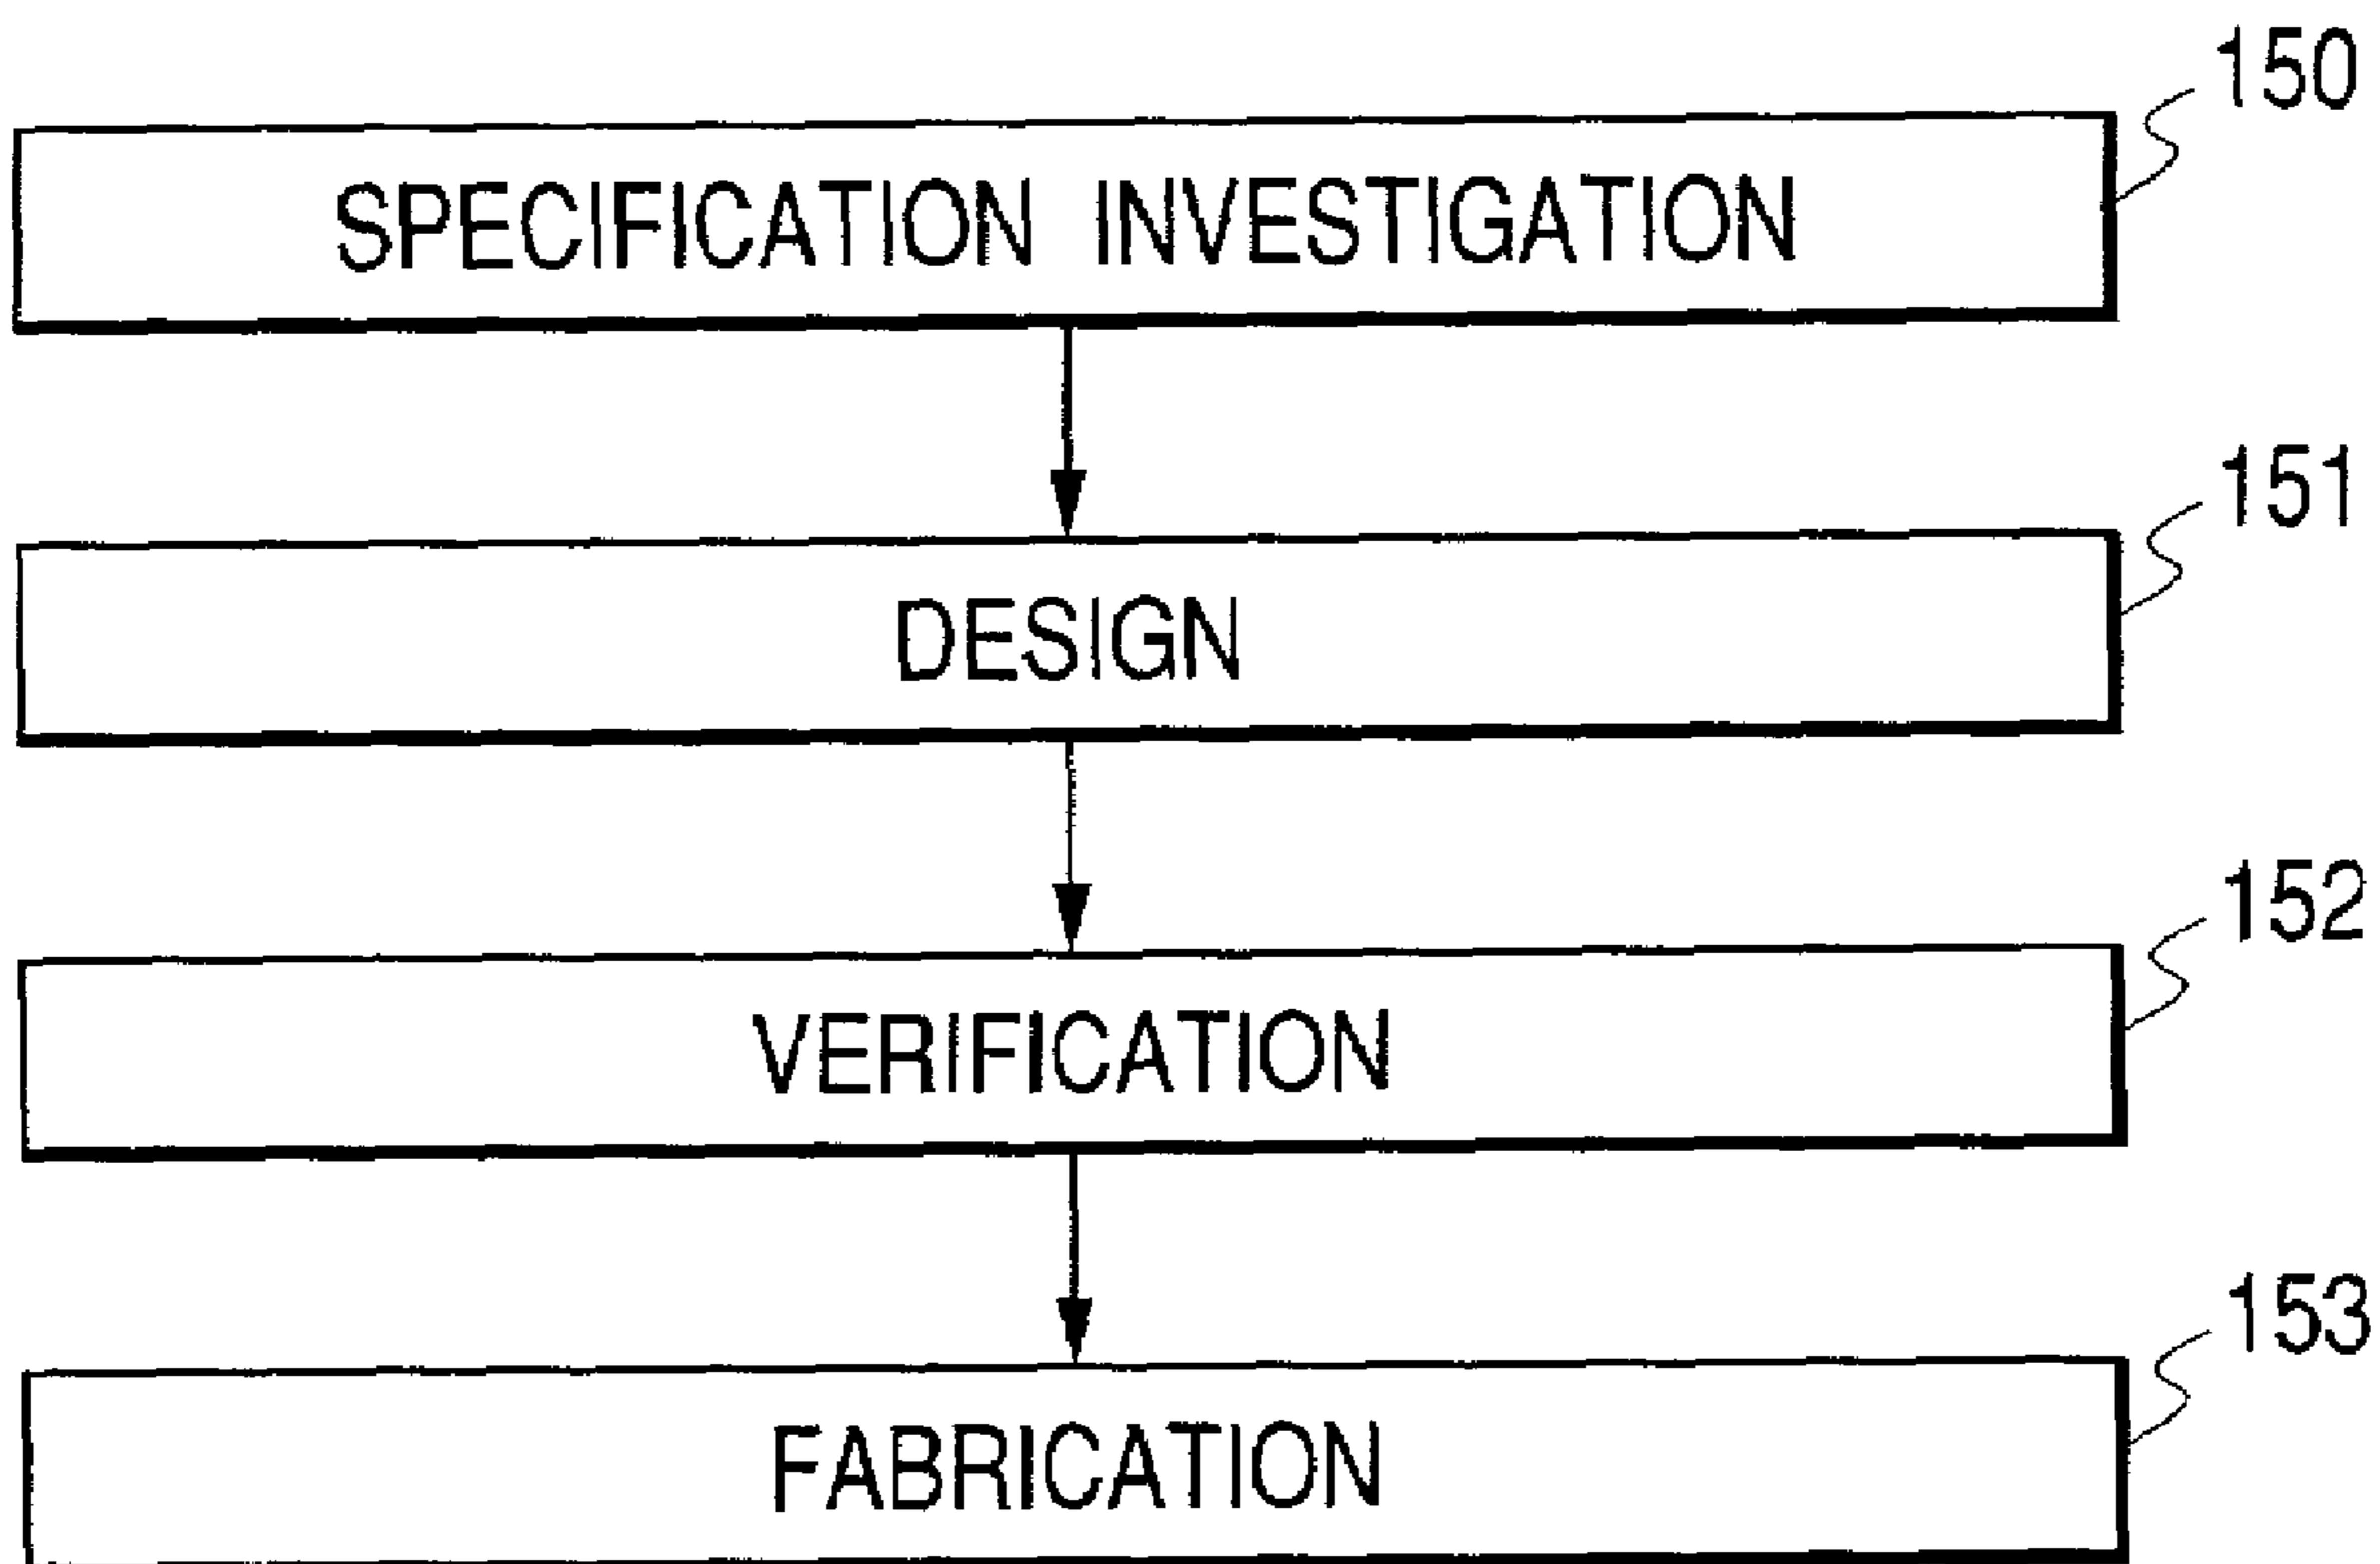 150
SPECIFICATION INVESTIGATION
151
DESIGN
152
VERIFICATION
153
FABRICATION